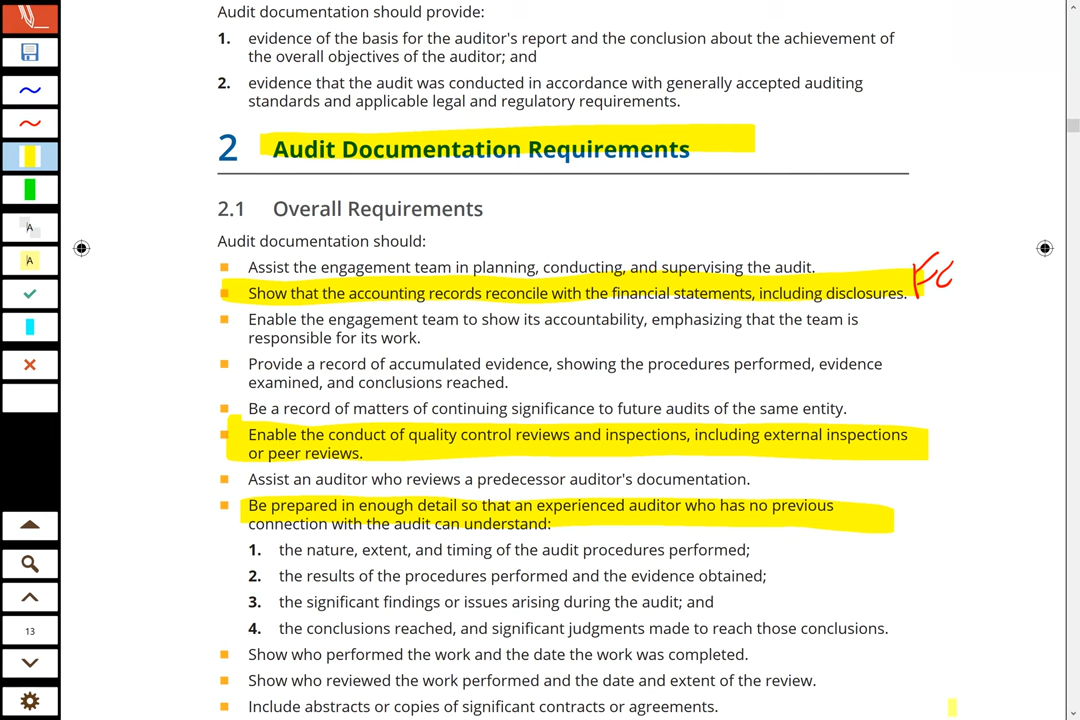 Audit documentation should provide:
1. evidence of the basis for the auditor's report and the conclusion about the achievement of
the overall objectives of the auditor; and
2. evidence that the audit was conducted in accordance with generally accepted auditing
standards and applicable legal and regulatory requirements.
2 Audit Documentation Requirements
2.1 Overall Requirements
Audit documentation should:
Assist the engagement team in planning, conducting, and supervising the audit.
Show that the accounting records reconcile with the financial statements, including disclosures.
Enable the engagement team to show its accountability, emphasizing that the team is
responsible for its work.
Provide a record of accumulated evidence, showing the procedures performed, evidence
examined, and conclusions reached.
Be a record of matters of continuing significance to future audits of the same entity.
Enable the conduct of quality control reviews and inspections, including external inspections
or peer reviews.
Assist an auditor who reviews a predecessor auditor's documentation.
Be prepared in enough detail so that an experienced auditor who has no previous
connection with the audit can understand:
1. the nature, extent, and timing of the audit procedures performed;
2. the results of the procedures performed and the evidence obtained;
3. the significant findings or issues arising during the audit; and
4. the conclusions reached, and significant judgments made to reach those conclusions.
Show who performed the work and the date the work was completed.
Show who reviewed the work performed and the date and extent of the review.
Include abstracts or copies of significant contracts or agreements.
A
A
13